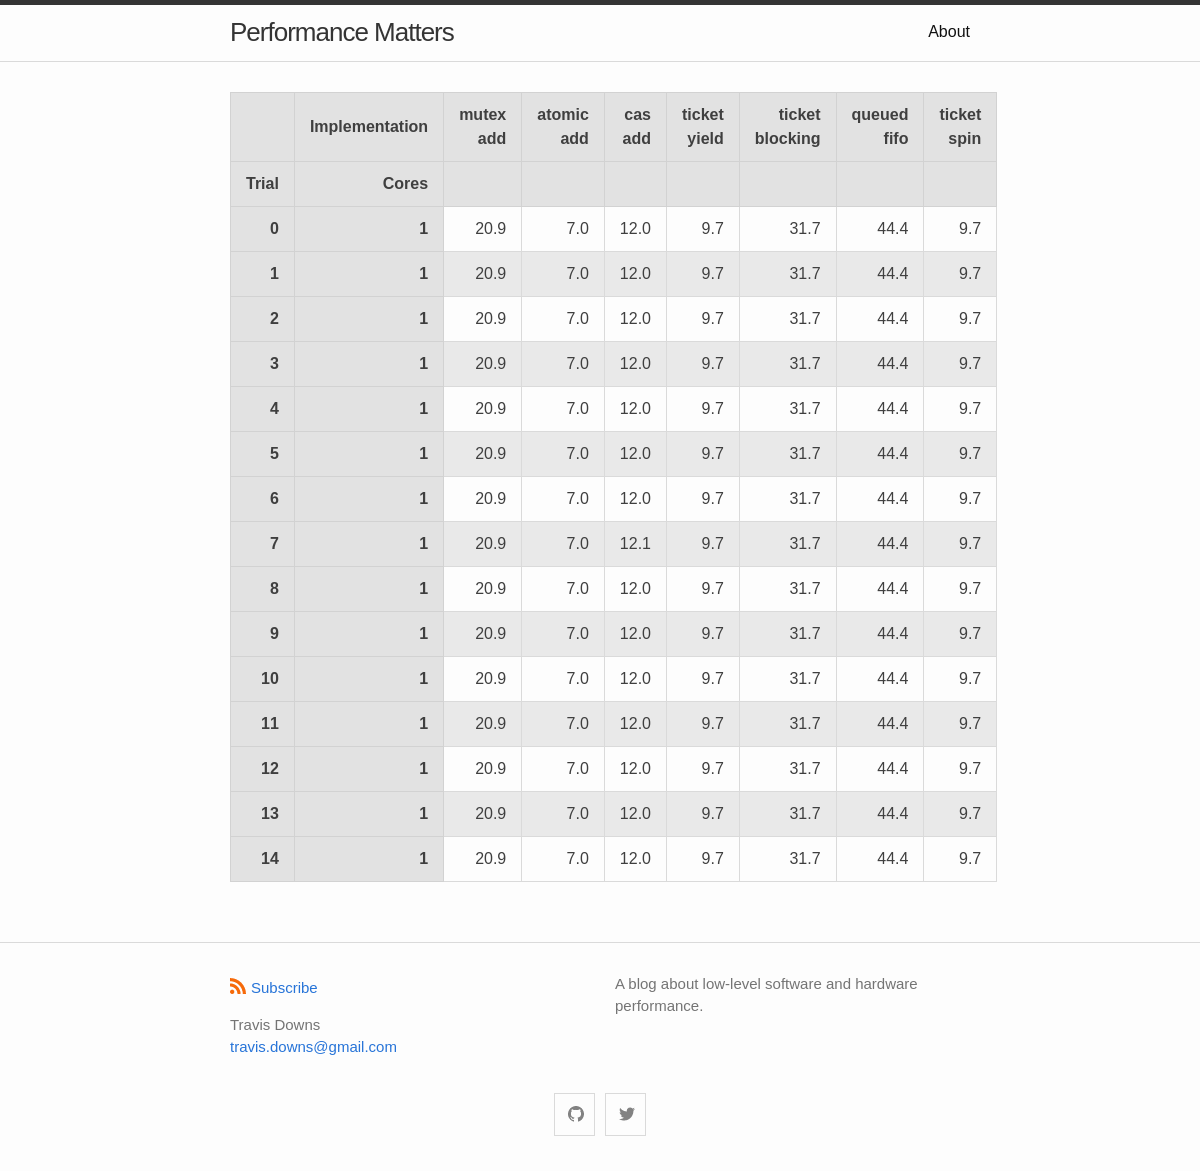 Performance Matters About
Implementation mutex add atomic add cas add ticket yield ticket blocking queued fifo ticket spin
Trial Cores
0 1 20.9 7.0 12.0 9.7 31.7 44.4 9.7
1 1 20.9 7.0 12.0 9.7 31.7 44.4 9.7
2 1 20.9 7.0 12.0 9.7 31.7 44.4 9.7
3 1 20.9 7.0 12.0 9.7 31.7 44.4 9.7
4 1 20.9 7.0 12.0 9.7 31.7 44.4 9.7
5 1 20.9 7.0 12.0 9.7 31.7 44.4 9.7
6 1 20.9 7.0 12.0 9.7 31.7 44.4 9.7
7 1 20.9 7.0 12.1 9.7 31.7 44.4 9.7
8 1 20.9 7.0 12.0 9.7 31.7 44.4 9.7
9 1 20.9 7.0 12.0 9.7 31.7 44.4 9.7
10 1 20.9 7.0 12.0 9.7 31.7 44.4 9.7
11 1 20.9 7.0 12.0 9.7 31.7 44.4 9.7
12 1 20.9 7.0 12.0 9.7 31.7 44.4 9.7
13 1 20.9 7.0 12.0 9.7 31.7 44.4 9.7
14 1 20.9 7.0 12.0 9.7 31.7 44.4 9.7
Subscribe
Travis Downs
travis.downs@gmail.com
A blog about low-level software and hardware
performance.